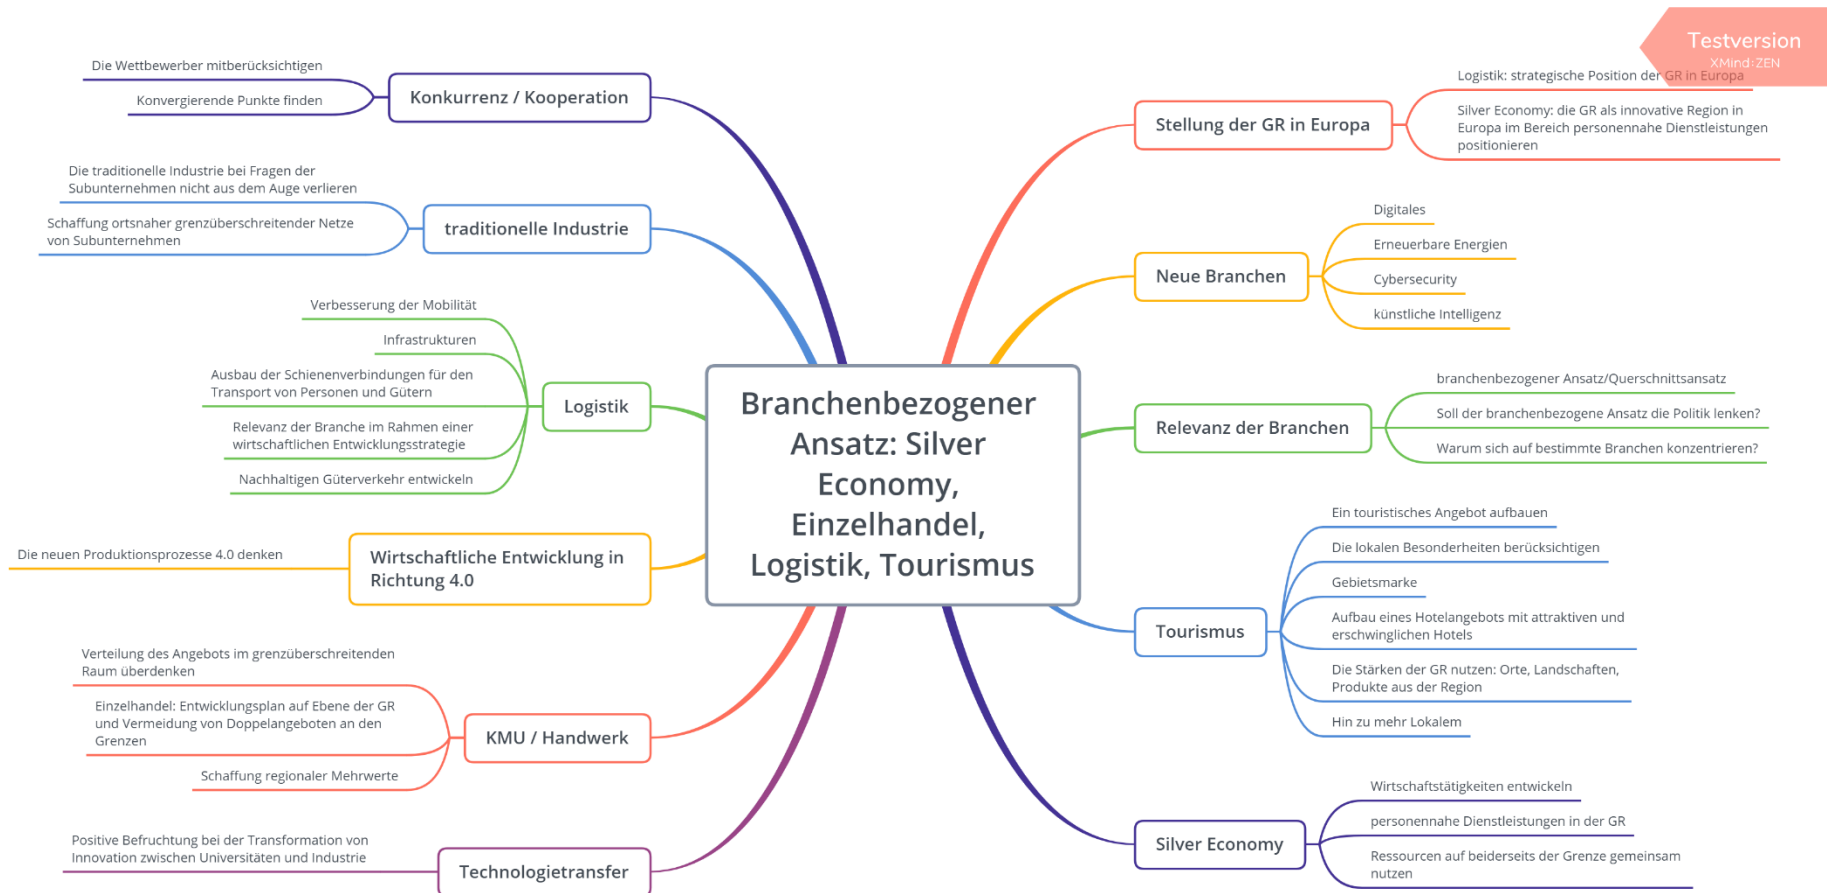 Testversion
XMind:ZEN
Branchenbezogener
Ansatz: Silver
Economy,
Einzelhandel,
Logistik, Tourismus
Stellung der GR in Europa
Logistik: strategische Position der GR in Europa
Silver Economy: die GR als innovative Region in
Europa im Bereich personennahe Dienstleistungen
positionieren
Neue Branchen
Digitales
Erneuerbare Energien
Cybersecurity
künstliche Intelligenz
Relevanz der Branchen
branchenbezogener Ansatz/Querschnittsansatz
Soll der branchenbezogene Ansatz die Politik lenken?
Warum sich auf bestimmte Branchen konzentrieren?
Tourismus
Ein touristisches Angebot aufbauen
Die lokalen Besonderheiten berücksichtigen
Gebietsmarke
Aufbau eines Hotelangebots mit attraktiven und
erschwinglichen Hotels
Die Stärken der GR nutzen: Orte, Landschaften,
Produkte aus der Region
Hin zu mehr Lokalem
Silver Economy
Wirtschaftstätigkeiten entwickeln
personennahe Dienstleistungen in der GR
Ressourcen auf beiderseits der Grenze gemeinsam
nutzen
Konkurrenz / Kooperation
Die Wettbewerber mitberücksichtigen
Konvergierende Punkte finden
traditionelle Industrie
Die traditionelle Industrie bei Fragen der
Subunternehmen nicht aus dem Auge verlieren
Schaffung ortsnaher grenzüberschreitender Netze
von Subunternehmen
Logistik
Verbesserung der Mobilität
Infrastrukturen
Ausbau der Schienenverbindungen für den
Transport von Personen und Gütern
Relevanz der Branche im Rahmen einer
wirtschaftlichen Entwicklungsstrategie
Nachhaltigen Güterverkehr entwickeln
Wirtschaftliche Entwicklung in
Richtung 4.0
Die neuen Produktionsprozesse 4.0 denken
KMU / Handwerk
Verteilung des Angebots im grenzüberschreitenden
Raum überdenken
Einzelhandel: Entwicklungsplan auf Ebene der GR
und Vermeidung von Doppelangeboten an den
Grenzen
Schaffung regionaler Mehrwerte
Technologietransfer
Positive Befruchtung bei der Transformation von
Innovation zwischen Universitäten und Industrie